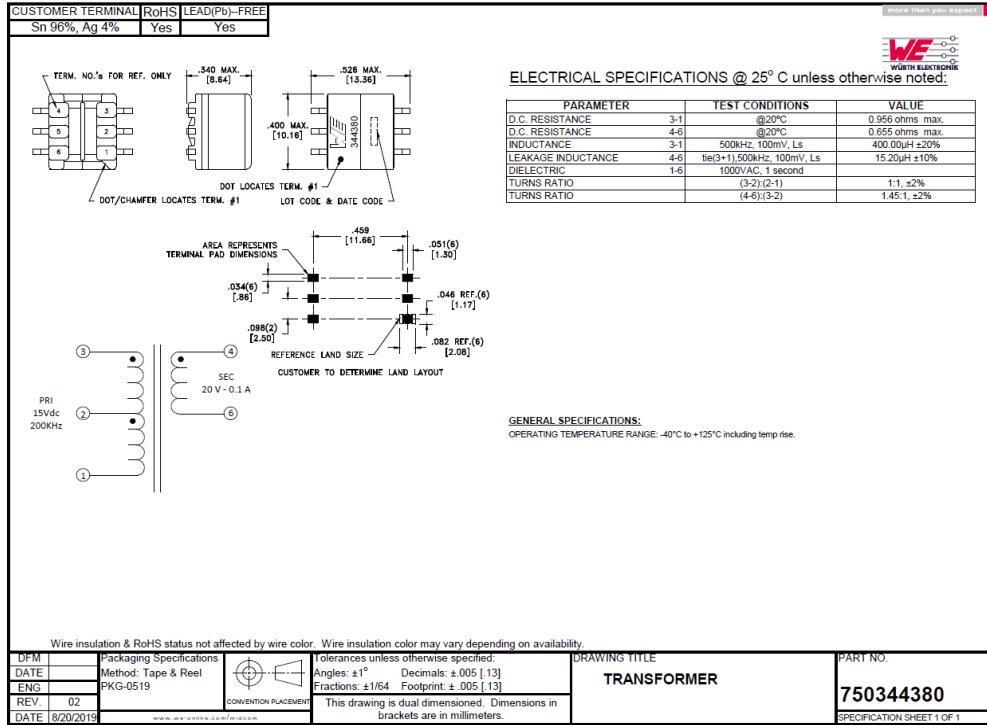 CUSTOMER TERMINAL RoHS LEAD(Pb)-FREE
Sn 96%, Ag 4% Yes Yes
more than you expect
WE
WÜRTH ELEKTRONIK
TERM. NO.'s FOR REF. ONLY
4 3
5 2
6 1
DOT/CHAMFER LOCATES TERM. #1
.340 MAX.
[8.64]
.526 MAX.
[13.36]
.400 MAX.
[10.16]
WE
344380
DOT LOCATES TERM. #1
LOT CODE & DATE CODE
ELECTRICAL SPECIFICATIONS @ 25° C unless otherwise noted:
PARAMETER TEST CONDITIONS VALUE
D.C. RESISTANCE 3-1 @20°C 0.956 ohms max.
D.C. RESISTANCE 4-6 @20°C 0.655 ohms max.
INDUCTANCE 3-1 500kHz, 100mV, Ls 400.00µH ±20%
LEAKAGE INDUCTANCE 4-6 tie(3+1),500kHz, 100mV, Ls 15.20µH ±10%
DIELECTRIC 1-6 1000VAC, 1 second
TURNS RATIO (3-2):(2-1) 1:1, ±2%
TURNS RATIO (4-6):(3-2) 1.45:1, ±2%
.459
[11.66]
AREA REPRESENTS
TERMINAL PAD DIMENSIONS
.051(6)
[1.30]
.034(6)
[.86]
.046 REF.(6)
[1.17]
.098(2)
[2.50]
.082 REF.(6)
[2.08]
REFERENCE LAND SIZE
CUSTOMER TO DETERMINE LAND LAYOUT
3
4
SEC
20 V - 0.1 A
PRI
15Vdc
200KHz
2
6
1
GENERAL SPECIFICATIONS:
OPERATING TEMPERATURE RANGE: -40°C to +125°C including temp rise.
Wire insulation & RoHS status not affected by wire color. Wire insulation color may vary depending on availability.
DFM
DATE
ENG
REV. 02
DATE 8/20/2019
Packaging Specifications
Method: Tape & Reel
PKG-0519
www.we-online.com/midcom
CONVENTION PLACEMENT
Tolerances unless otherwise specified:
Angles: ±1° Decimals: ±.005 [.13]
Fractions: ±1/64 Footprint: ± .005 [.13]
This drawing is dual dimensioned. Dimensions in
brackets are in millimeters.
DRAWING TITLE
TRANSFORMER
PART NO.
750344380
SPECIFICATION SHEET 1 OF 1